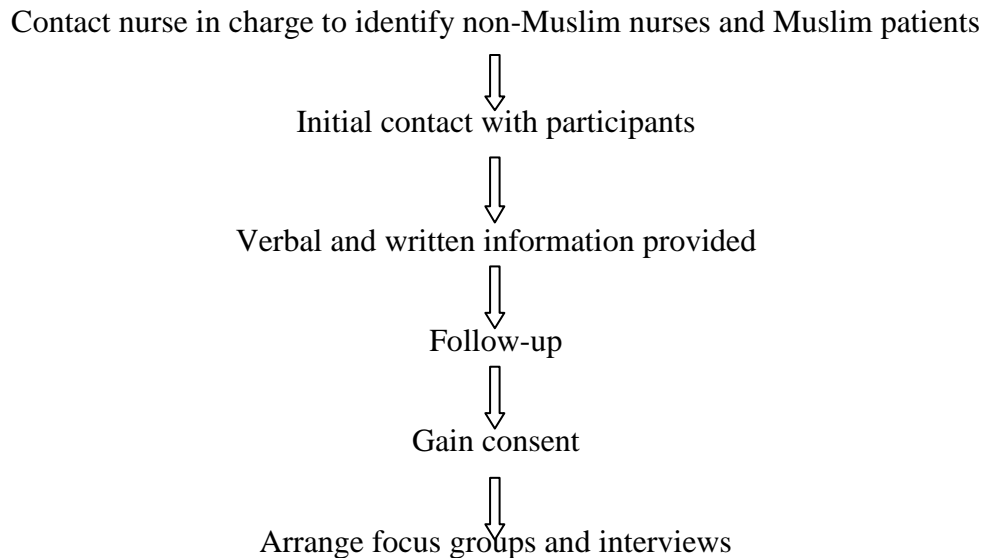 Contact nurse in charge to identify non-Muslim nurses and Muslim patients
Initial contact with participants
Verbal and written information provided
Follow-up
Gain consent
Arrange focus groups and interviews